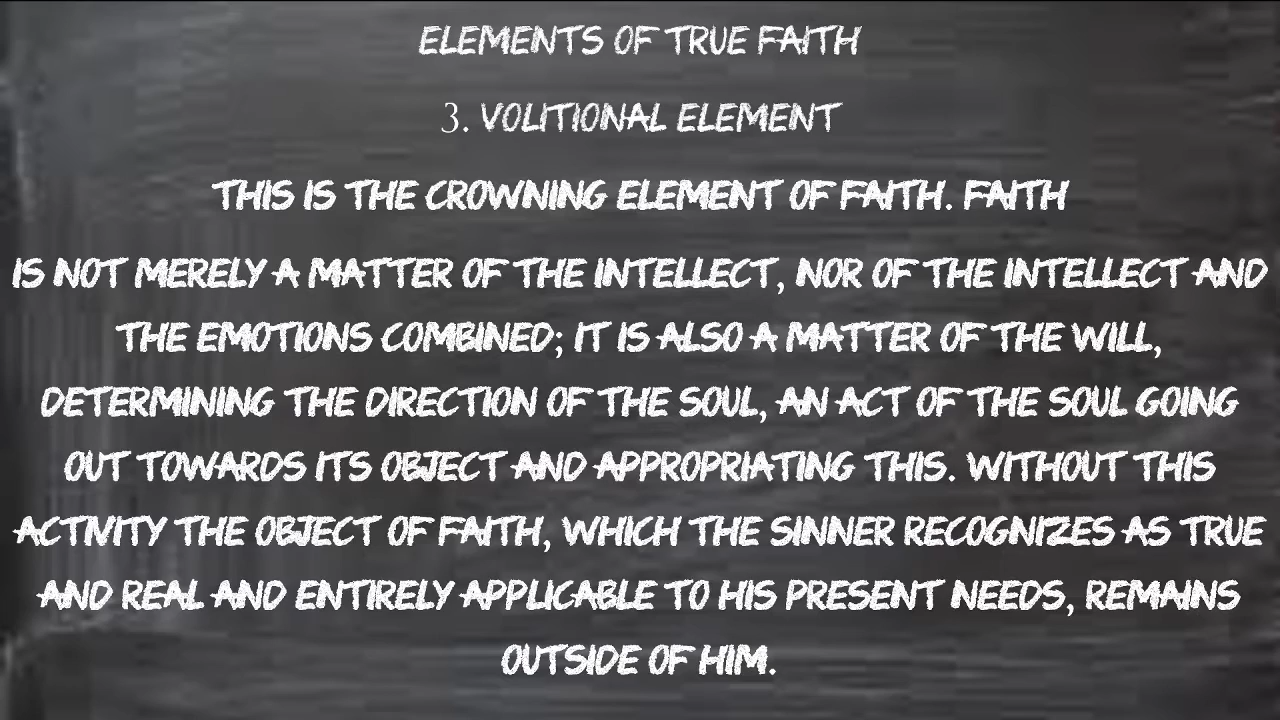 ELEMENTS OF TRUE FAITH
3. VOLITIONAL ELEMENT
THIS IS THE CROWNING ELEMENT OF FAITH. FAITH
IS NOT MERELY A MATTER OF THE INTELLECT, NOR OF THE INTELLECT AND
THE EMOTIONS COMBINED; IT IS ALSO A MATTER OF THE WILL,
DETERMINING THE DIRECTION OF THE SOUL, AN ACT OF THE SOUL GOING
OUT TOWARDS ITS OBJECT AND APPROPRIATING THIS. WITHOUT THIS
ACTIVITY THE OBJECT OF FAITH, WHICH THE SINNER RECOGNIZES AS TRUE
AND REAL AND ENTIRELY APPLICABLE TO HIS PRESENT NEEDS, REMAINS
OUTSIDE OF HIM.